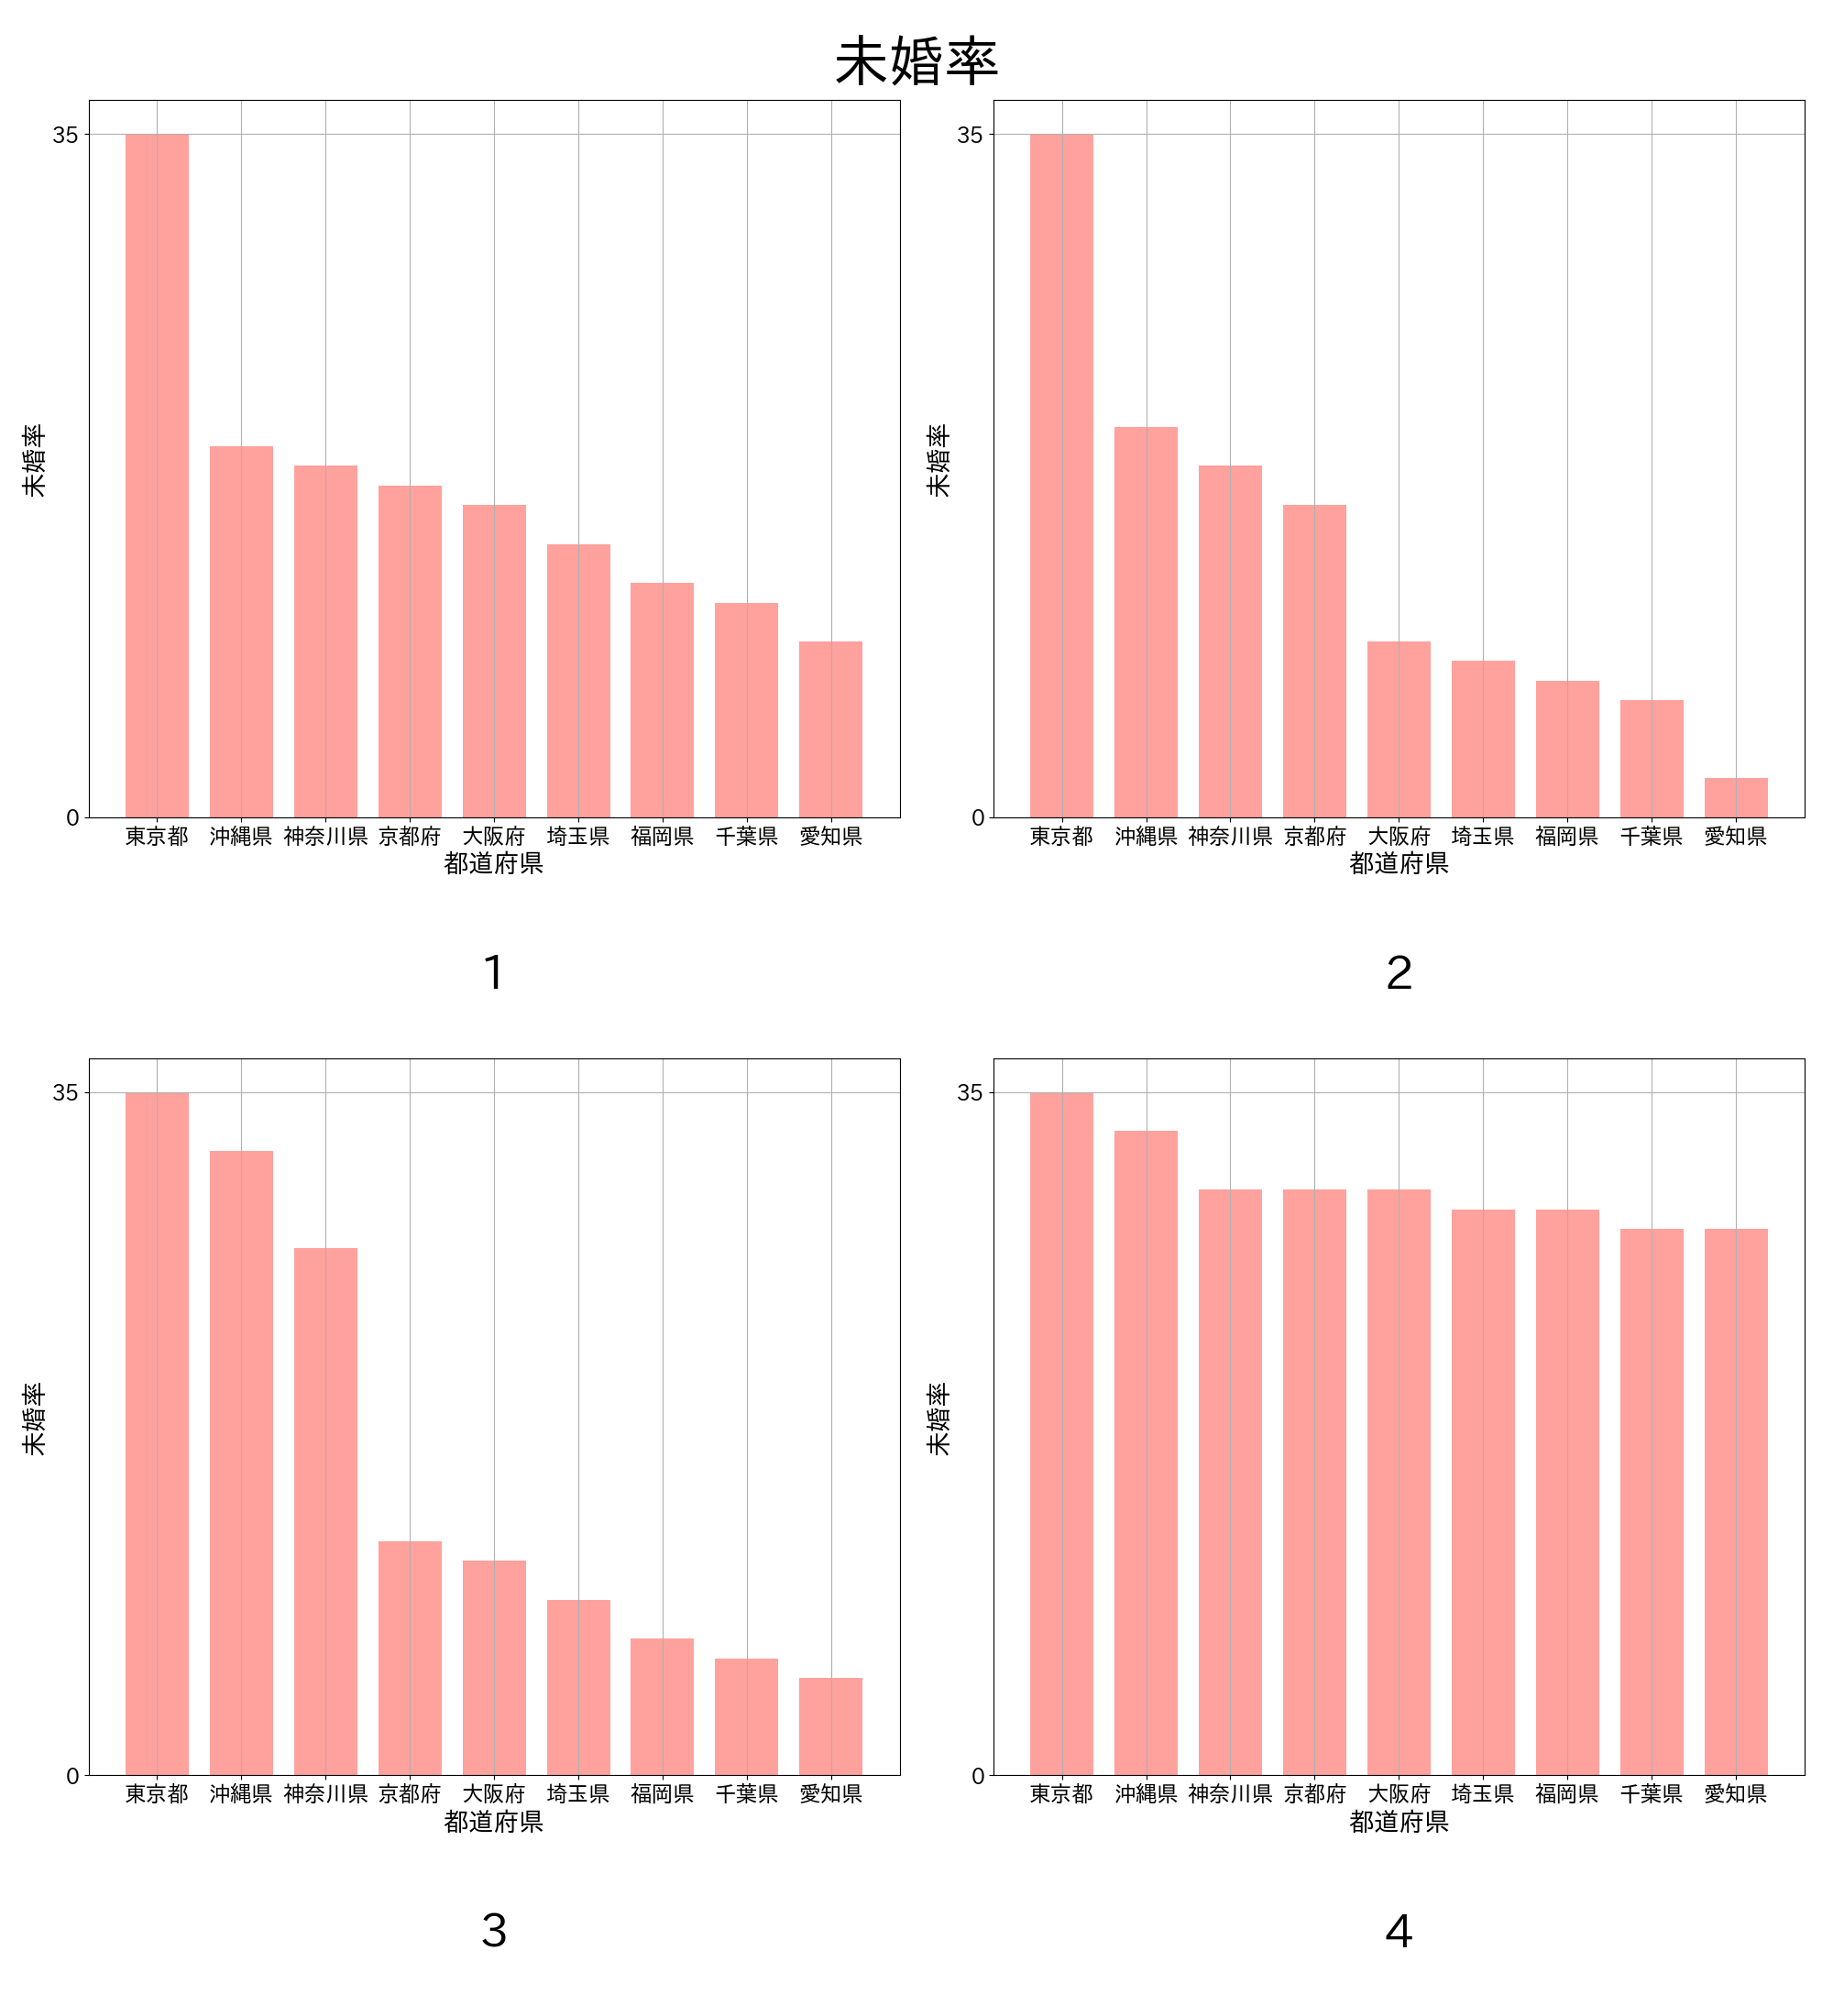 未婚率
35
0
未婚率
東京都 沖縄県 神奈川県 京都府 大阪府 埼玉県 福岡県 千葉県 愛知県
都道府県
1
35
0
未婚率
東京都 沖縄県 神奈川県 京都府 大阪府 埼玉県 福岡県 千葉県 愛知県
都道府県
2
35
0
未婚率
東京都 沖縄県 神奈川県 京都府 大阪府 埼玉県 福岡県 千葉県 愛知県
都道府県
3
35
0
未婚率
東京都 沖縄県 神奈川県 京都府 大阪府 埼玉県 福岡県 千葉県 愛知県
都道府県
4